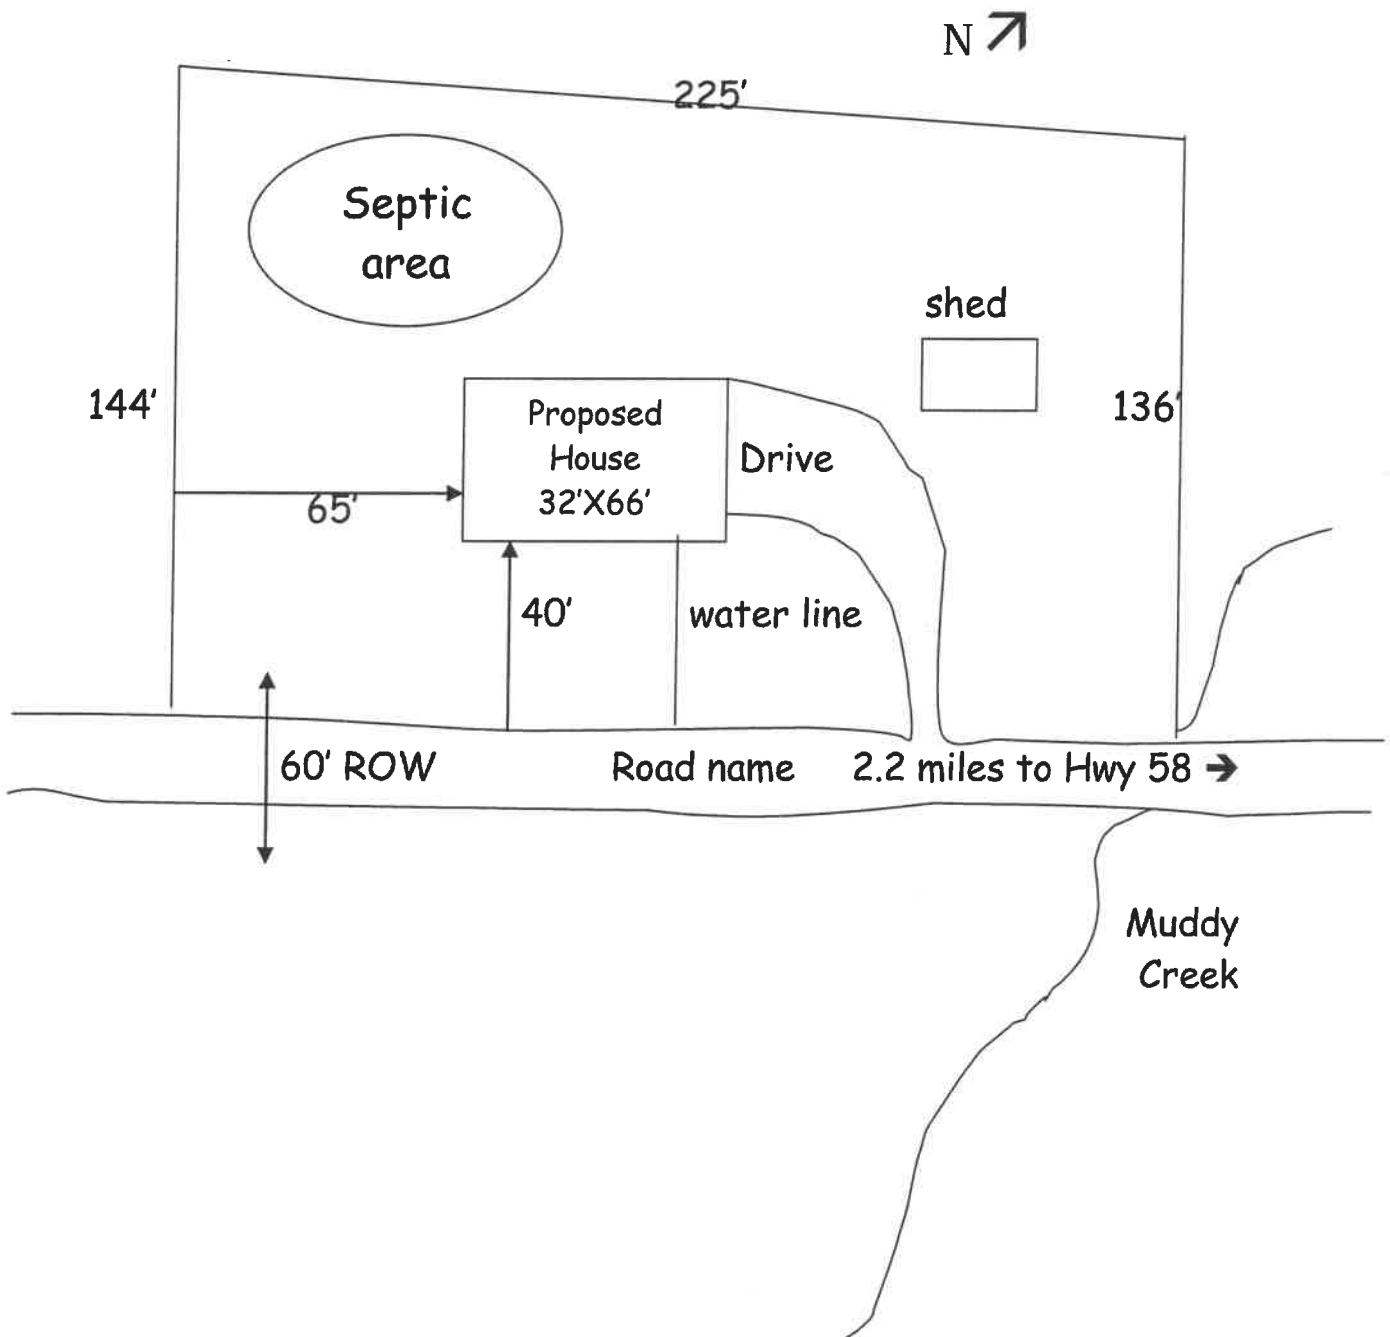 N
225'
Septic
area
shed
144'
136'
Proposed
House
32'X66'
Drive
65'
40'
water line
60' ROW
Road name
2.2 miles to Hwy 58
Muddy
Creek